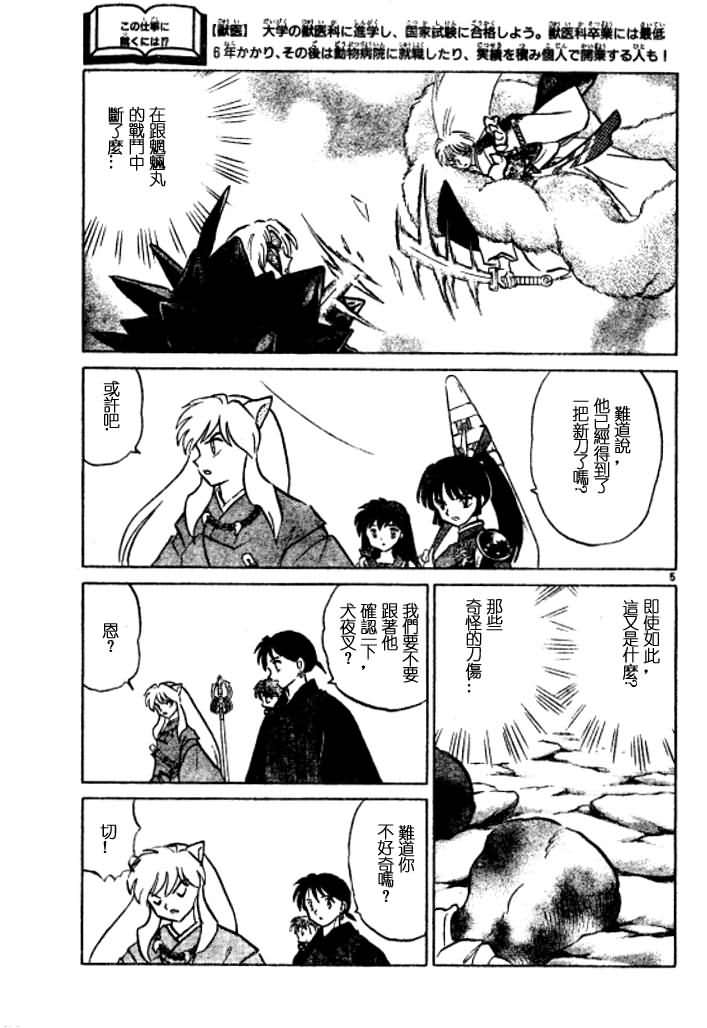 この仕事に
就くには!?
【獣医】大学の獣医科に進学し、国家試験に合格しよう。獣医科卒業には最低
6年かかり、その後は動物病院に就職したり、実績を積み個人で開業する人も！
在跟魍魎丸
的戰鬥中
斷了麼…
難道說，
他已經得到了
一把新刀了嗎?
或許吧.
5
即使如此，
這又是什麼?
那些
奇怪的刀傷…
我們要不要
跟著他
確認一下，
犬夜叉？
恩？
難道你
不好奇嗎？
切！